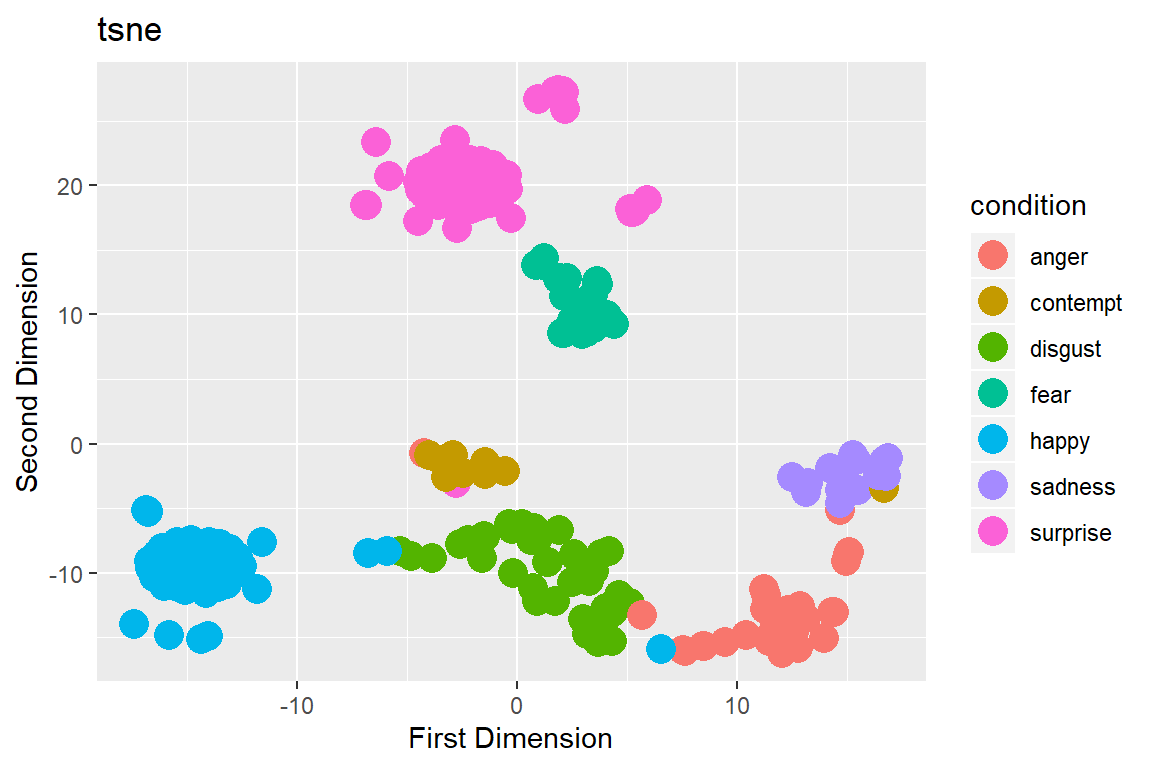 tsne
Second Dimension
20
10
0
-10
-10
0
10
First Dimension
condition
anger
contempt
disgust
fear
happy
sadness
surprise